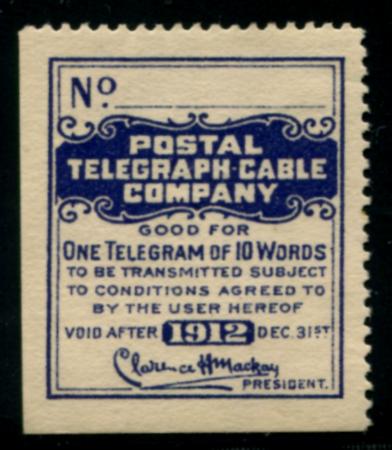 No.
POSTAL
TELEGRAPH-CABLE
COMPANY
GOOD FOR
ONE TELEGRAM OF 10 WORDS
TO BE TRANSMITTED SUBJECT
TO CONDITIONS AGREED TO
BY THE USER HEREOF
VOID AFTER 1912 DEC. 31ST
Clarence H Mackay
PRESIDENT.